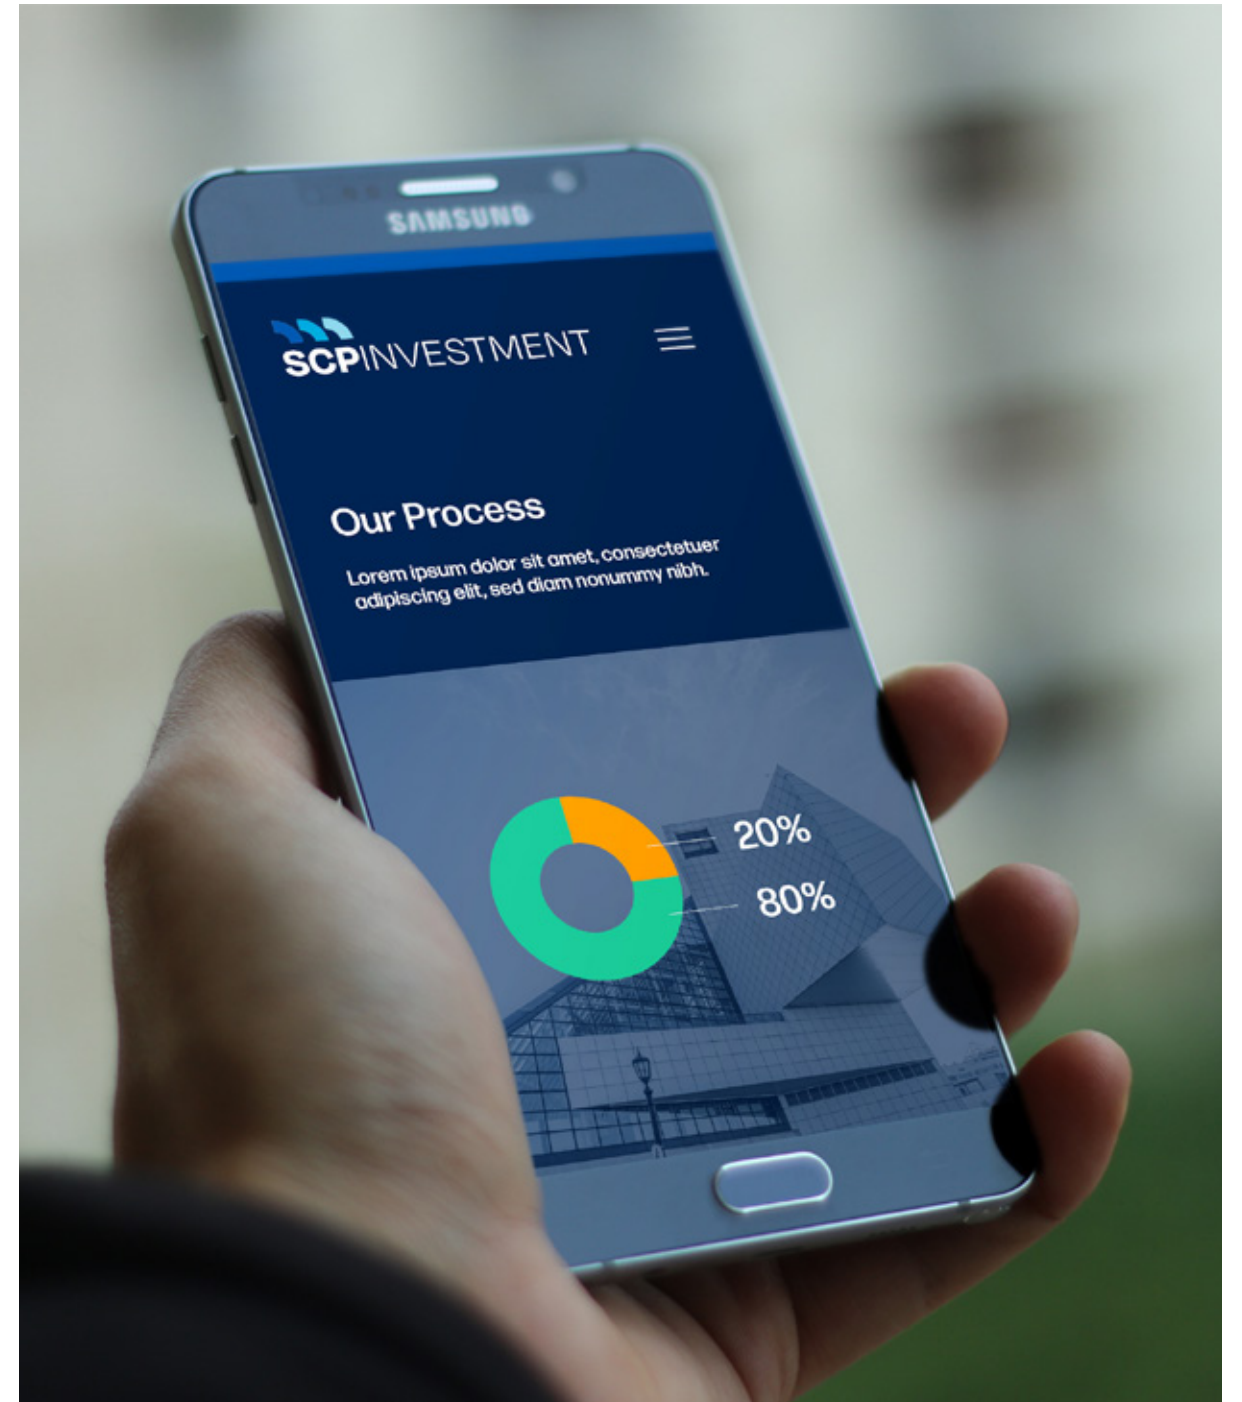 SAMSUNG
SCPINVESTMENT
Our Process
Lorem ipsum dolor sit amet, consectetuer
adipiscing elit, sed diam nonummy nibh.
20%
80%